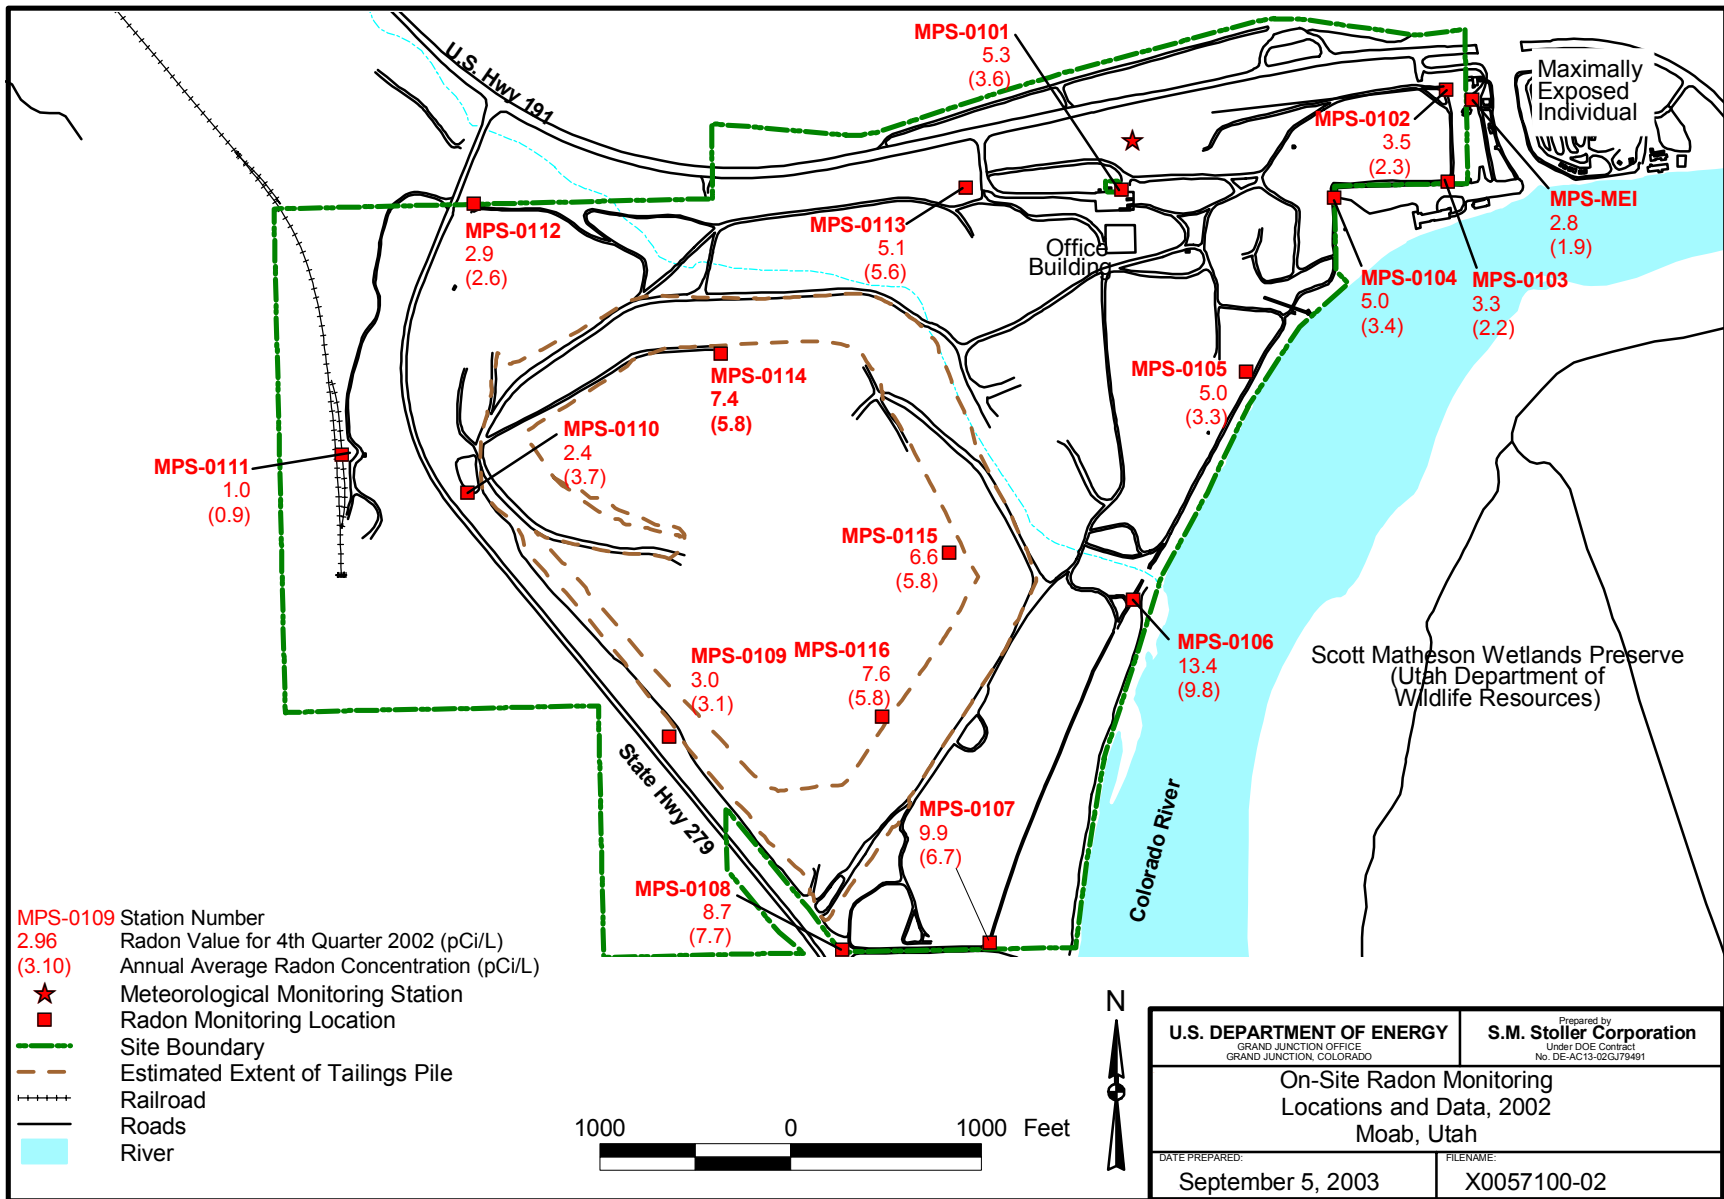 MPS-0101
5.3
(3.6)
U.S. Hwy 191
Maximally
Exposed
Individual
MPS-0102
3.5
(2.3)
MPS-MEI
2.8
(1.9)
MPS-0112
2.9
(2.6)
MPS-0113
5.1
(5.6)
Office
Building
MPS-0104
5.0
(3.4)
MPS-0103
3.3
(2.2)
MPS-0105
5.0
(3.3)
MPS-0114
7.4
(5.8)
MPS-0110
2.4
(3.7)
MPS-0111
1.0
(0.9)
MPS-0115
6.6
(5.8)
MPS-0109
3.0
(3.1)
MPS-0116
7.6
(5.8)
MPS-0106
13.4
(9.8)
Scott Matheson Wetlands Preserve
(Utah Department of
Wildlife Resources)
State Hwy 279
Colorado River
MPS-0107
9.9
(6.7)
MPS-0108
8.7
(7.7)
MPS-0109 Station Number
2.96 Radon Value for 4th Quarter 2002 (pCi/L)
(3.10) Annual Average Radon Concentration (pCi/L)
Meteorological Monitoring Station
Radon Monitoring Location
Site Boundary
Estimated Extent of Tailings Pile
Railroad
Roads
River
1000 0 1000 Feet
N
U.S. DEPARTMENT OF ENERGY
GRAND JUNCTION OFFICE
GRAND JUNCTION, COLORADO
Prepared by
S.M. Stoller Corporation
Under DOE Contract
No. DE-AC13-02GJ79491
On-Site Radon Monitoring
Locations and Data, 2002
Moab, Utah
DATE PREPARED:
September 5, 2003
FILENAME:
X0057100-02